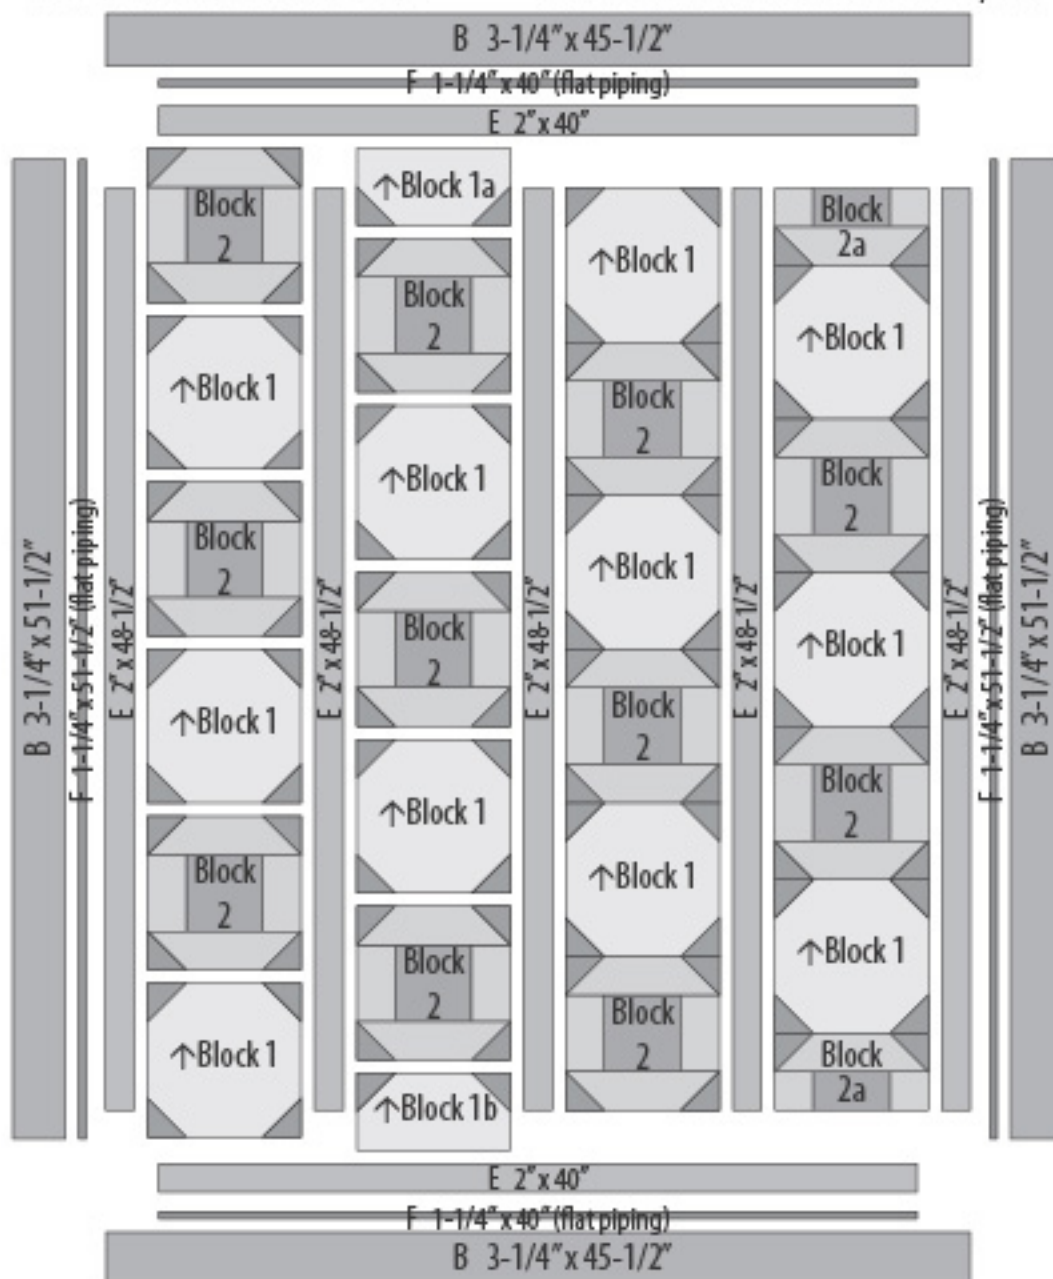 B 3-1/4" x 45-1/2"
F 1-1/4" x 40" (flat piping)
E 2" x 40"
B 3-1/4" x 51-1/2"
F 1-1/4" x 51-1/2" (flat piping)
E 2" x 48-1/2"
Block
2
↑Block 1
Block
2
↑Block 1
Block
2
↑Block 1
E 2" x 48-1/2"
↑Block 1a
Block
2
↑Block 1
Block
2
↑Block 1
Block
2
↑Block 1b
E 2" x 48-1/2"
↑Block 1
Block
2
↑Block 1
Block
2
↑Block 1
Block
2
E 2" x 48-1/2"
Block
2a
↑Block 1
Block
2
↑Block 1
Block
2
↑Block 1
Block
2a
E 2" x 48-1/2"
F 1-1/4" x 51-1/2" (flat piping)
B 3-1/4" x 51-1/2"
E 2" x 40"
F 1-1/4" x 40" (flat piping)
B 3-1/4" x 45-1/2"